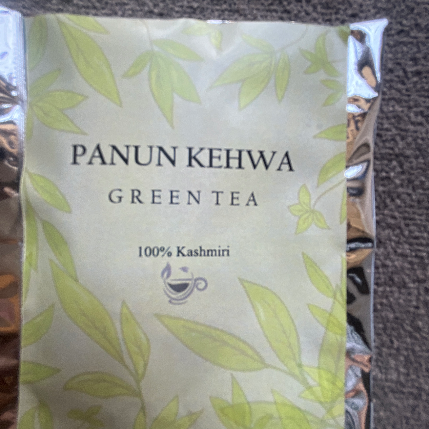 PANUN KEHWA
GREEN TEA
100% Kashmiri